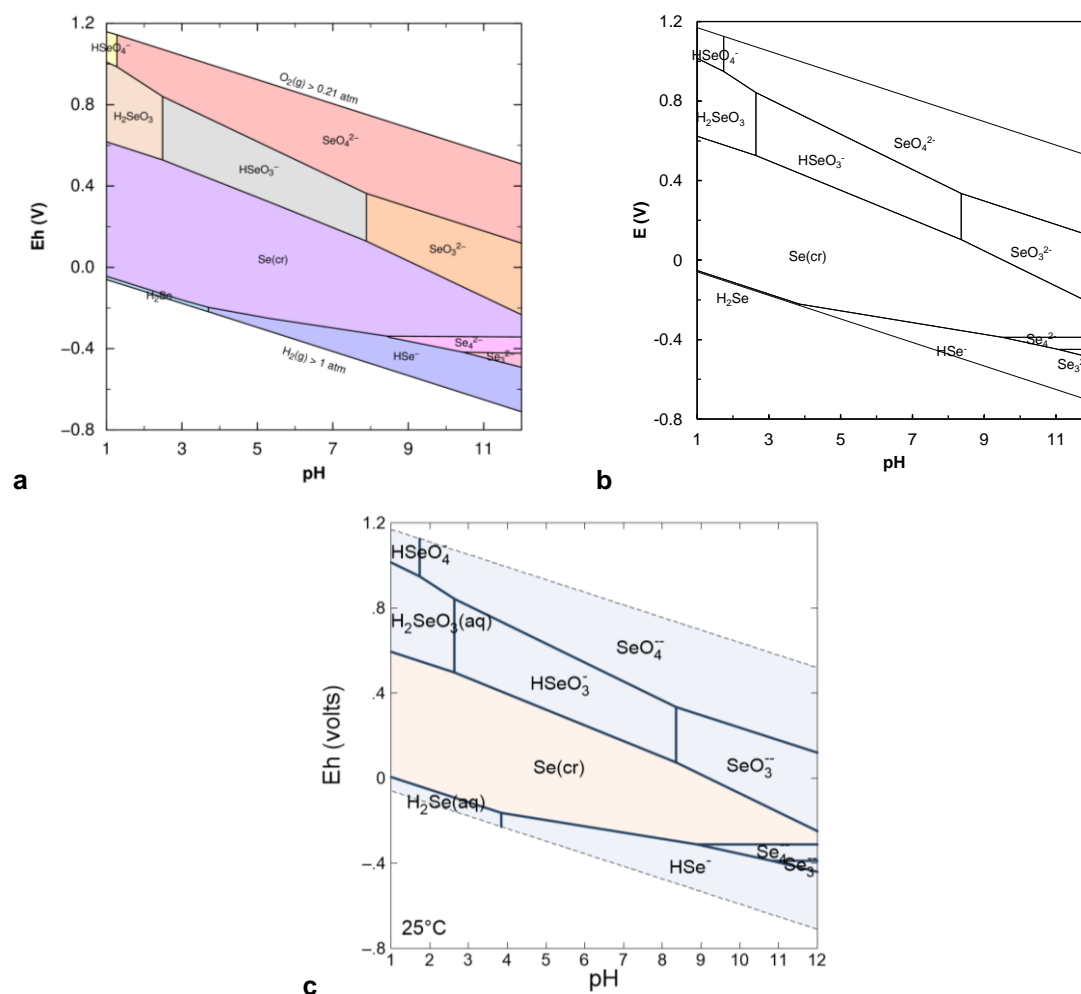 1.2
HSeO₄⁻
O₂(g) > 0.21 atm
0.8
H₂SeO₃
SeO₄²⁻
HSeO₃⁻
0.4
Eh (V)
SeO₃²⁻
Se(cr)
0.0
H₂Se
Se₄²⁻
−0.4
HSe⁻
Se₃²⁻
H₂(g) > 1 atm
−0.8
1 3 5 7 9 11
pH
a
1.2
HSeO₄⁻
0.8
H₂SeO₃
SeO₄²⁻
HSeO₃⁻
0.4
E (V)
SeO₃²⁻
Se(cr)
0
H₂Se
-0.4
Se₄²⁻
HSe⁻
-0.8
1 3 5 7 9 11
pH
b
1.2
HSeO₄⁻
.8
H₂SeO₃(aq)
SeO₄⁻⁻
HSeO₃⁻
.4
Eh (volts)
Se(cr)
SeO₃⁻⁻
0
H₂Se(aq)
Se₄⁻⁻
Se₃⁻⁻
-.4
HSe⁻
25°C
-.8
1 2 3 4 5 6 7 8 9 10 11 12
pH
c